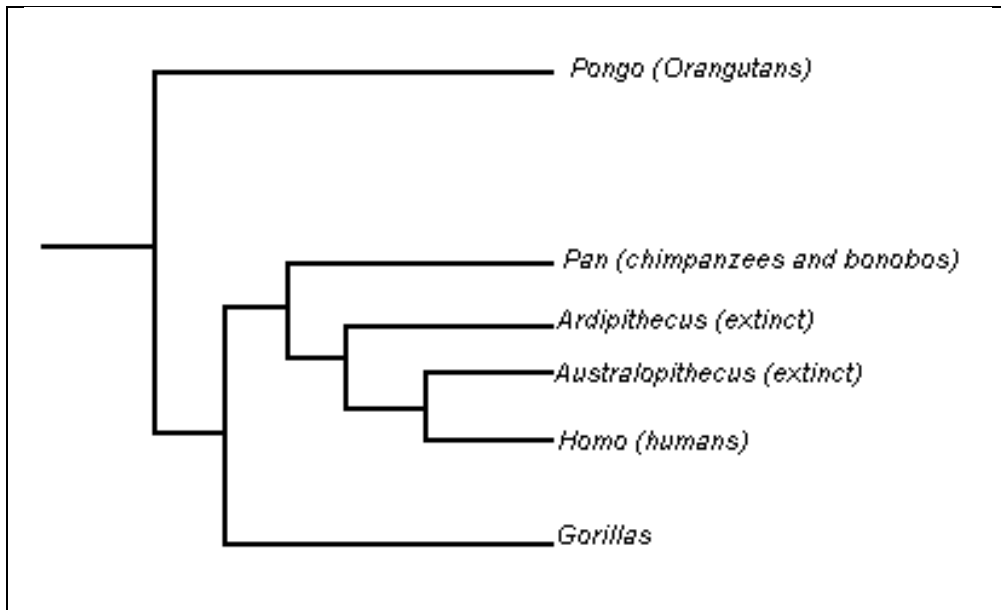 Pongo (Orangutans)
Pan (chimpanzees and bonobos)
Ardipithecus (extinct)
Australopithecus (extinct)
Homo (humans)
Gorillas